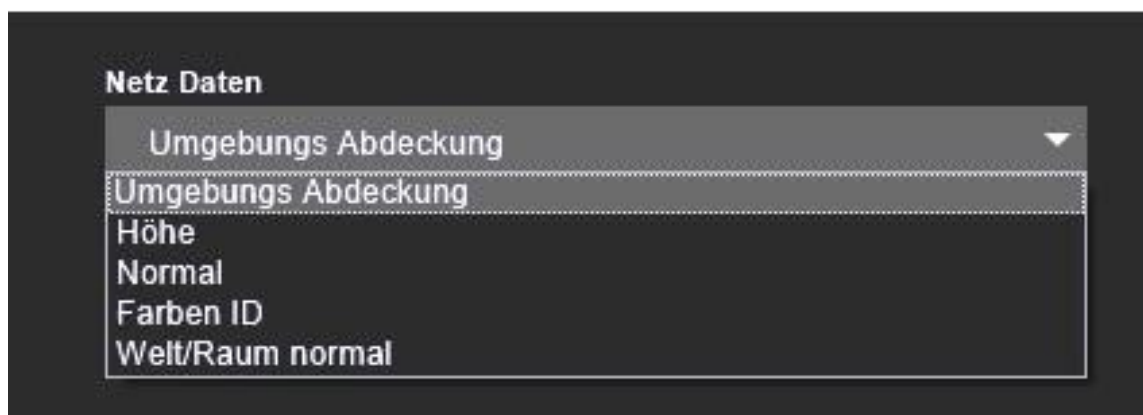 Netz Daten
Umgebungs Abdeckung
Umgebungs Abdeckung
Höhe
Normal
Farben ID
Welt/Raum normal